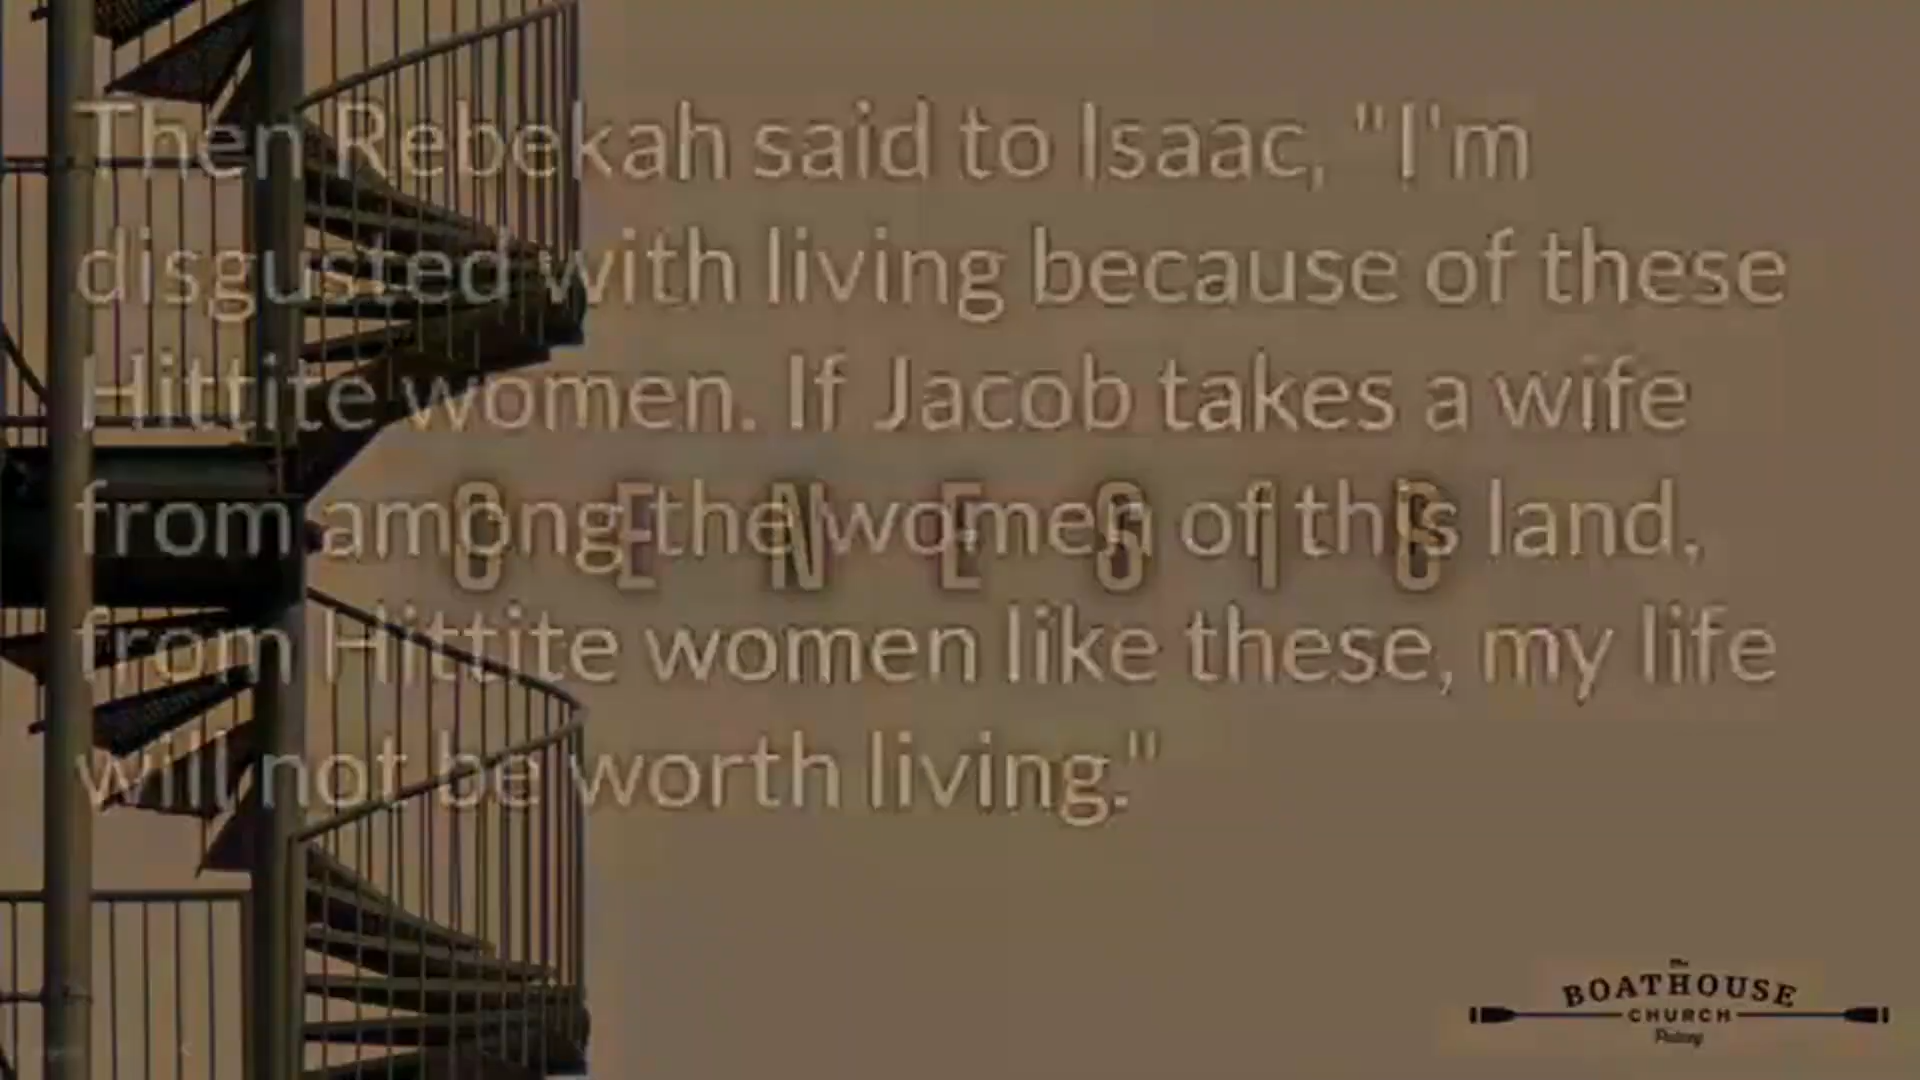 Then Rebekah said to Isaac, "I'm
disgusted with living because of these
Hittite women. If Jacob takes a wife
from among the women of this land,
GENESIS
from Hittite women like these, my life
will not be worth living."
The
BOATHOUSE
CHURCH